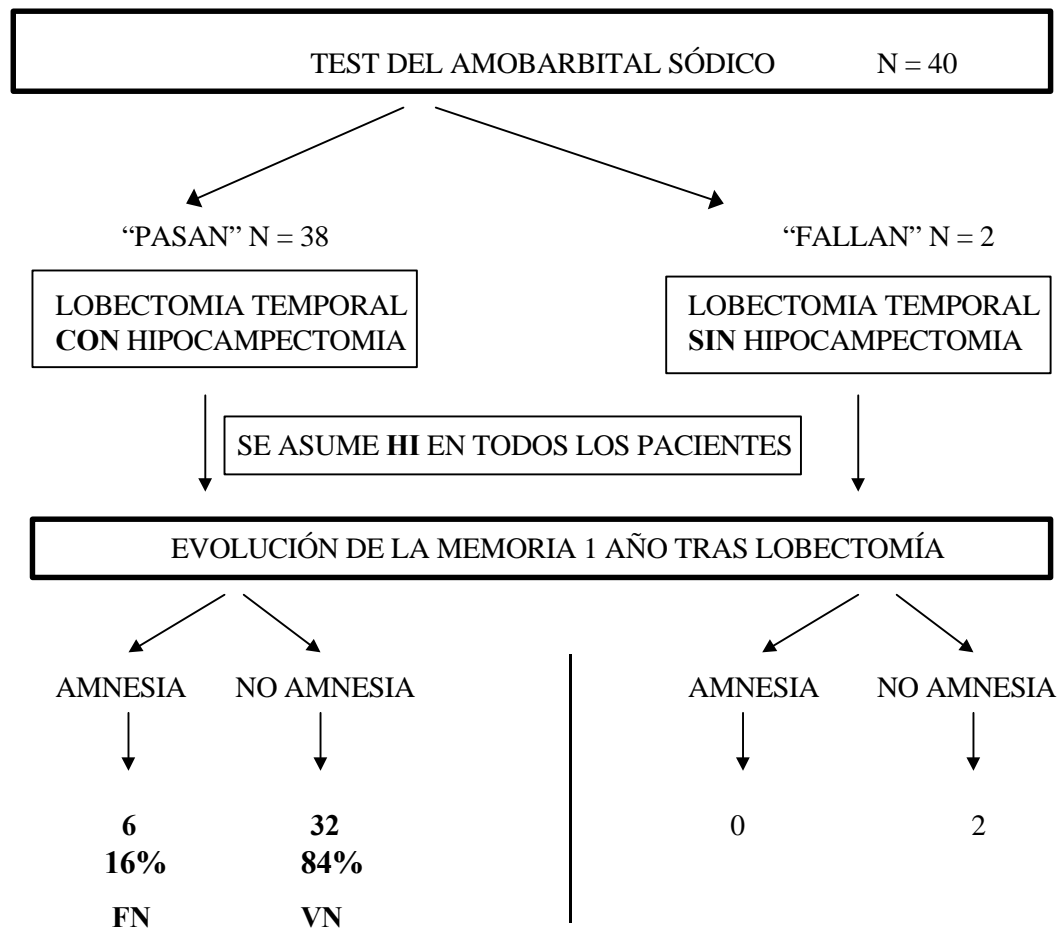 TEST DEL AMOBARBITAL SÓDICO N = 40
“PASAN” N = 38
“FALLAN” N = 2
LOBECTOMIA TEMPORAL
CON HIPOCAMPECTOMIA
LOBECTOMIA TEMPORAL
SIN HIPOCAMPECTOMIA
SE ASUME HI EN TODOS LOS PACIENTES
EVOLUCIÓN DE LA MEMORIA 1 AÑO TRAS LOBECTOMÍA
AMNESIA NO AMNESIA
AMNESIA NO AMNESIA
6 32
16% 84%
FN VN
0 2